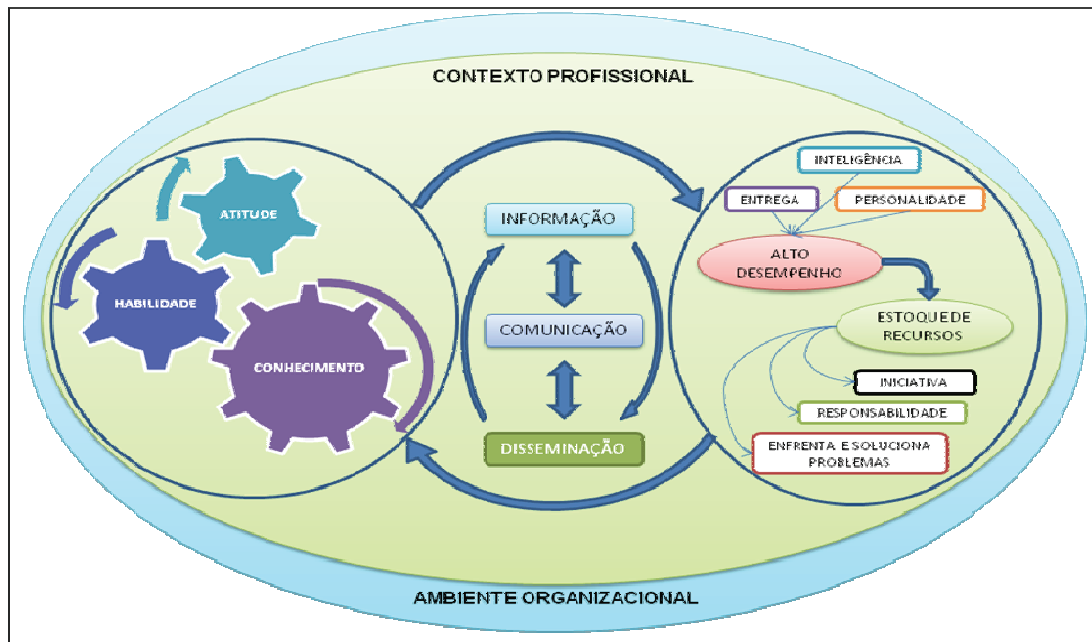 CONTEXTO PROFISSIONAL
ATITUDE
HABILIDADE
CONHECIMENTO
INFORMAÇÃO
COMUNICAÇÃO
DISSEMINAÇÃO
INTELIGÊNCIA
ENTREGA
PERSONALIDADE
ALTO
DESEMPENHO
ESTOQUE DE
RECURSOS
INICIATIVA
RESPONSABILIDADE
ENFRENTA E SOLUCIONA
PROBLEMAS
AMBIENTE ORGANIZACIONAL